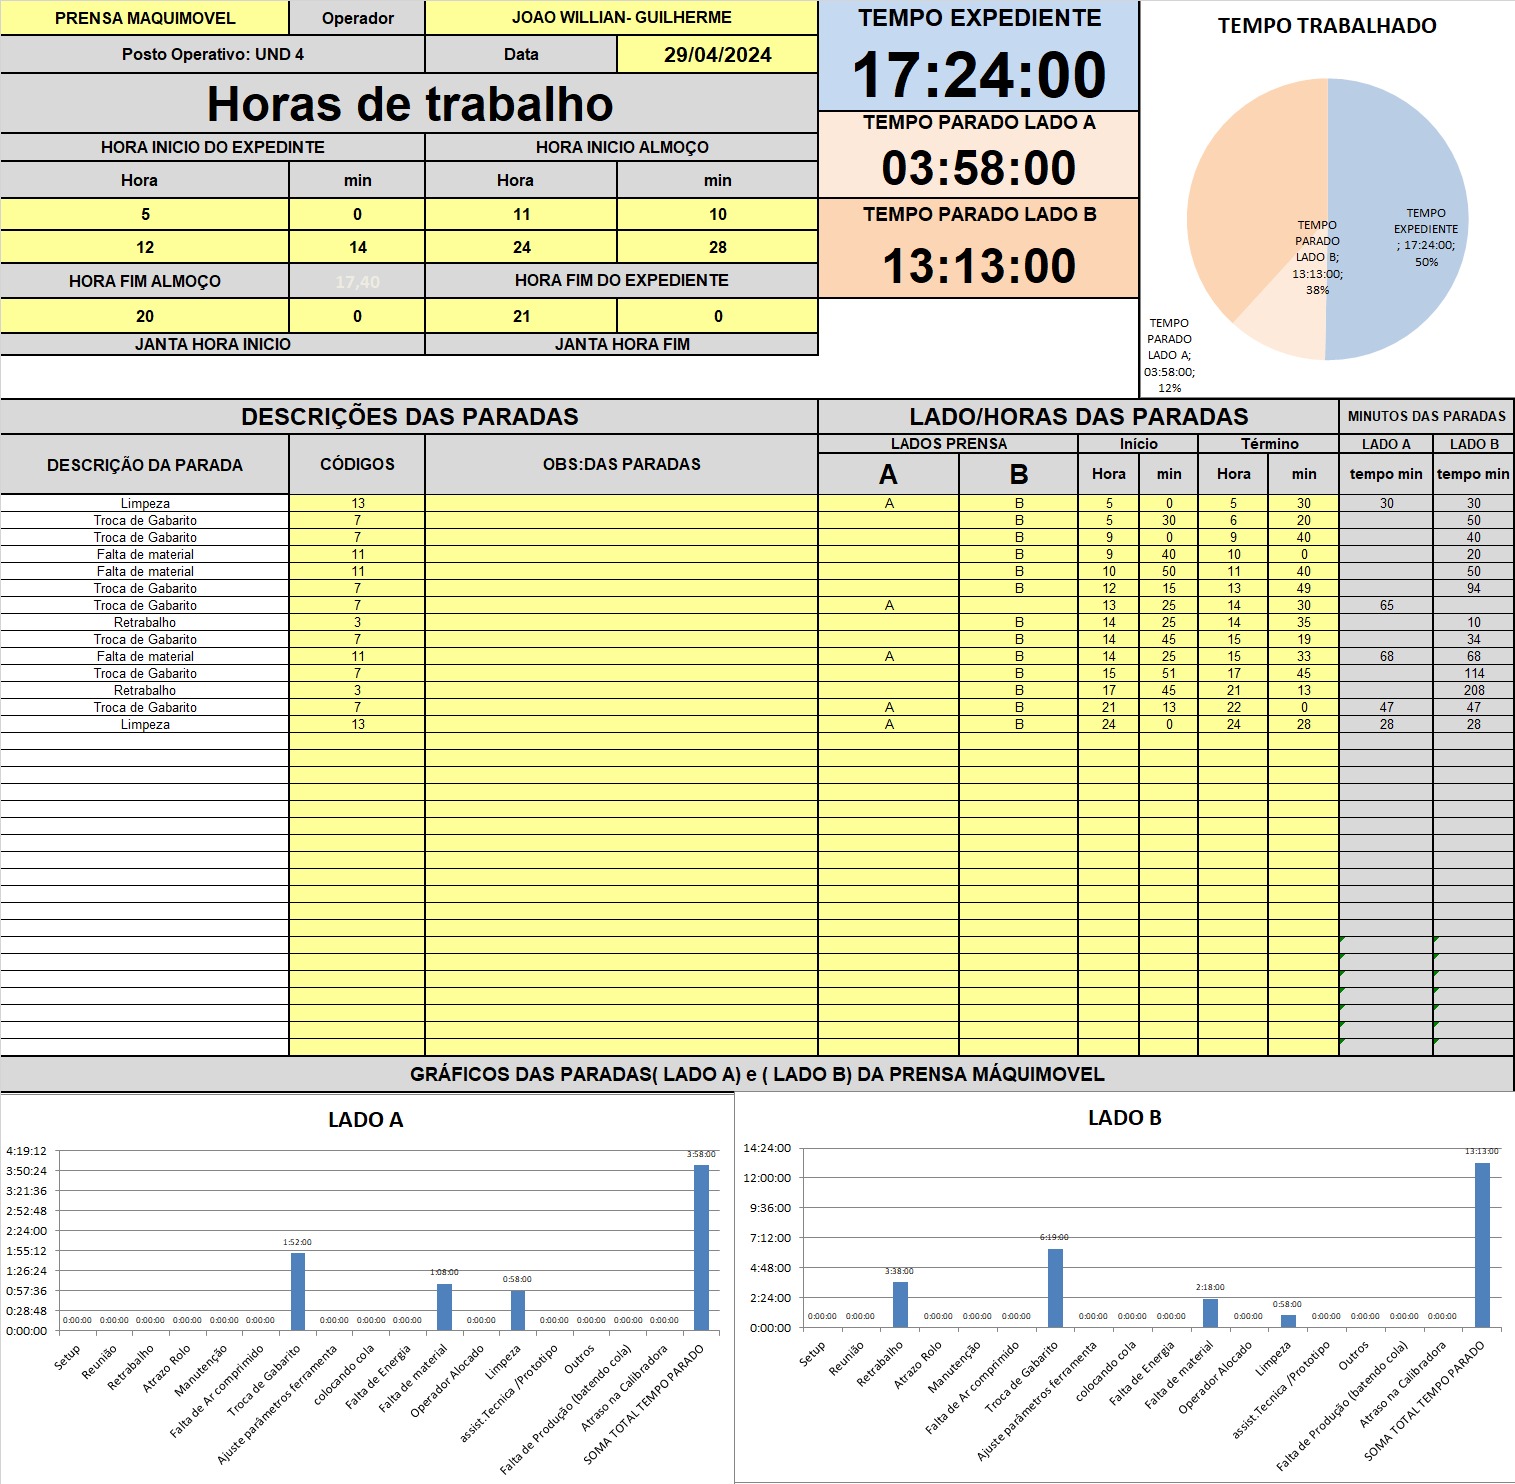 PRENSA MAQUIMOVEL Operador JOAO WILLIAN- GUILHERME
Posto Operativo: UND 4 Data 29/04/2024
Horas de trabalho
HORA INICIO DO EXPEDINTE HORA INICIO ALMOÇO
Hora min Hora min
5 0 11 10
12 14 24 28
HORA FIM ALMOÇO 17,40 HORA FIM DO EXPEDIENTE
20 0 21 0
JANTA HORA INICIO JANTA HORA FIM
TEMPO EXPEDIENTE
17:24:00
TEMPO PARADO LADO A
03:58:00
TEMPO PARADO LADO B
13:13:00
TEMPO TRABALHADO
TEMPO
EXPEDIENTE
; 17:24:00;
50%
TEMPO
PARADO
LADO B;
13:13:00;
38%
TEMPO
PARADO
LADO A;
03:58:00;
12%
DESCRIÇÕES DAS PARADAS LADO/HORAS DAS PARADAS MINUTOS DAS PARADAS
DESCRIÇÃO DA PARADA CÓDIGOS OBS:DAS PARADAS LADOS PRENSA Início Término LADO A LADO B
A B Hora min Hora min tempo min tempo min
Limpeza 13 A B 5 0 5 30 30 30
Troca de Gabarito 7 B 5 30 6 20 50
Troca de Gabarito 7 B 9 0 9 40 40
Falta de material 11 B 9 40 10 0 20
Falta de material 11 B 10 50 11 40 50
Troca de Gabarito 7 B 12 15 13 49 94
Troca de Gabarito 7 A 13 25 14 30 65
Retrabalho 3 B 14 25 14 35 10
Troca de Gabarito 7 B 14 45 15 19 34
Falta de material 11 A B 14 25 15 33 68 68
Troca de Gabarito 7 B 15 51 17 45 114
Retrabalho 3 B 17 45 21 13 208
Troca de Gabarito 7 A B 21 13 22 0 47 47
Limpeza 13 A B 24 0 24 28 28 28
GRÁFICOS DAS PARADAS( LADO A) e ( LADO B) DA PRENSA MÁQUIMOVEL
LADO A
4:19:12
3:50:24
3:21:36
2:52:48
2:24:00
1:55:12
1:26:24
0:57:36
0:28:48
0:00:00
0:00:00 0:00:00 0:00:00 0:00:00 0:00:00 0:00:00 1:52:00 0:00:00 0:00:00 0:00:00 1:08:00 0:00:00 0:58:00 0:00:00 0:00:00 0:00:00 0:00:00 3:58:00
Setup
Reunião
Retrabalho
Atrazo Rolo
Manutenção
Falta de Ar comprimido
Troca de Gabarito
Ajuste parâmetros ferramenta
colocando cola
Falta de Energia
Falta de material
Operador Alocado
Limpeza
assist.Tecnica /Prototipo
Outros
Falta de Produção (batendo cola)
Atraso na Calibradora
SOMA TOTAL TEMPO PARADO
LADO B
14:24:00
12:00:00
9:36:00
7:12:00
4:48:00
2:24:00
0:00:00
0:00:00 0:00:00 3:38:00 0:00:00 0:00:00 0:00:00 6:19:00 0:00:00 0:00:00 0:00:00 2:18:00 0:00:00 0:58:00 0:00:00 0:00:00 0:00:00 0:00:00 13:13:00
Setup
Reunião
Retrabalho
Atrazo Rolo
Manutenção
Falta de Ar comprimido
Troca de Gabarito
Ajuste parâmetros ferramenta
colocando cola
Falta de Energia
Falta de material
Operador Alocado
Limpeza
assist.Tecnica /Prototipo
Outros
Falta de Produção (batendo cola)
Atraso na Calibradora
SOMA TOTAL TEMPO PARADO